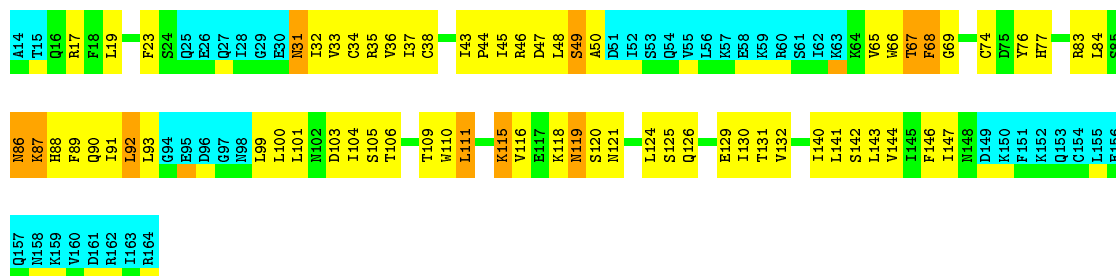 A14 T15 Q16 R17 F18 L19 F23 S24 Q25 E26 Q27 I28 G29 E30 N31 I32 V33 C34 R35 V36 I37 C38 I43 P44 I45 R46 D47 L48 S49 A50 D51 I52 S53 Q54 V55 L56 K57 E58 K59 R60 S61 I62 K63 K64 V65 W66 T67 F68 G69 C74 D75 Y76 H77 R83 L84 S85
N86 K87 H88 F89 Q90 I91 L92 L93 G94 E95 D96 G97 N98 L99 L100 L101 N102 D103 I104 S105 T106 T109 W110 L111 K115 V116 E117 K118 N119 S120 N121 L124 S125 Q126 E129 I130 T131 V132 I140 L141 S142 L143 V144 I145 F146 I147 N148 D149 K150 F151 K152 Q153 C154 L155 E156
Q157 N158 K159 V160 D161 R162 I163 R164